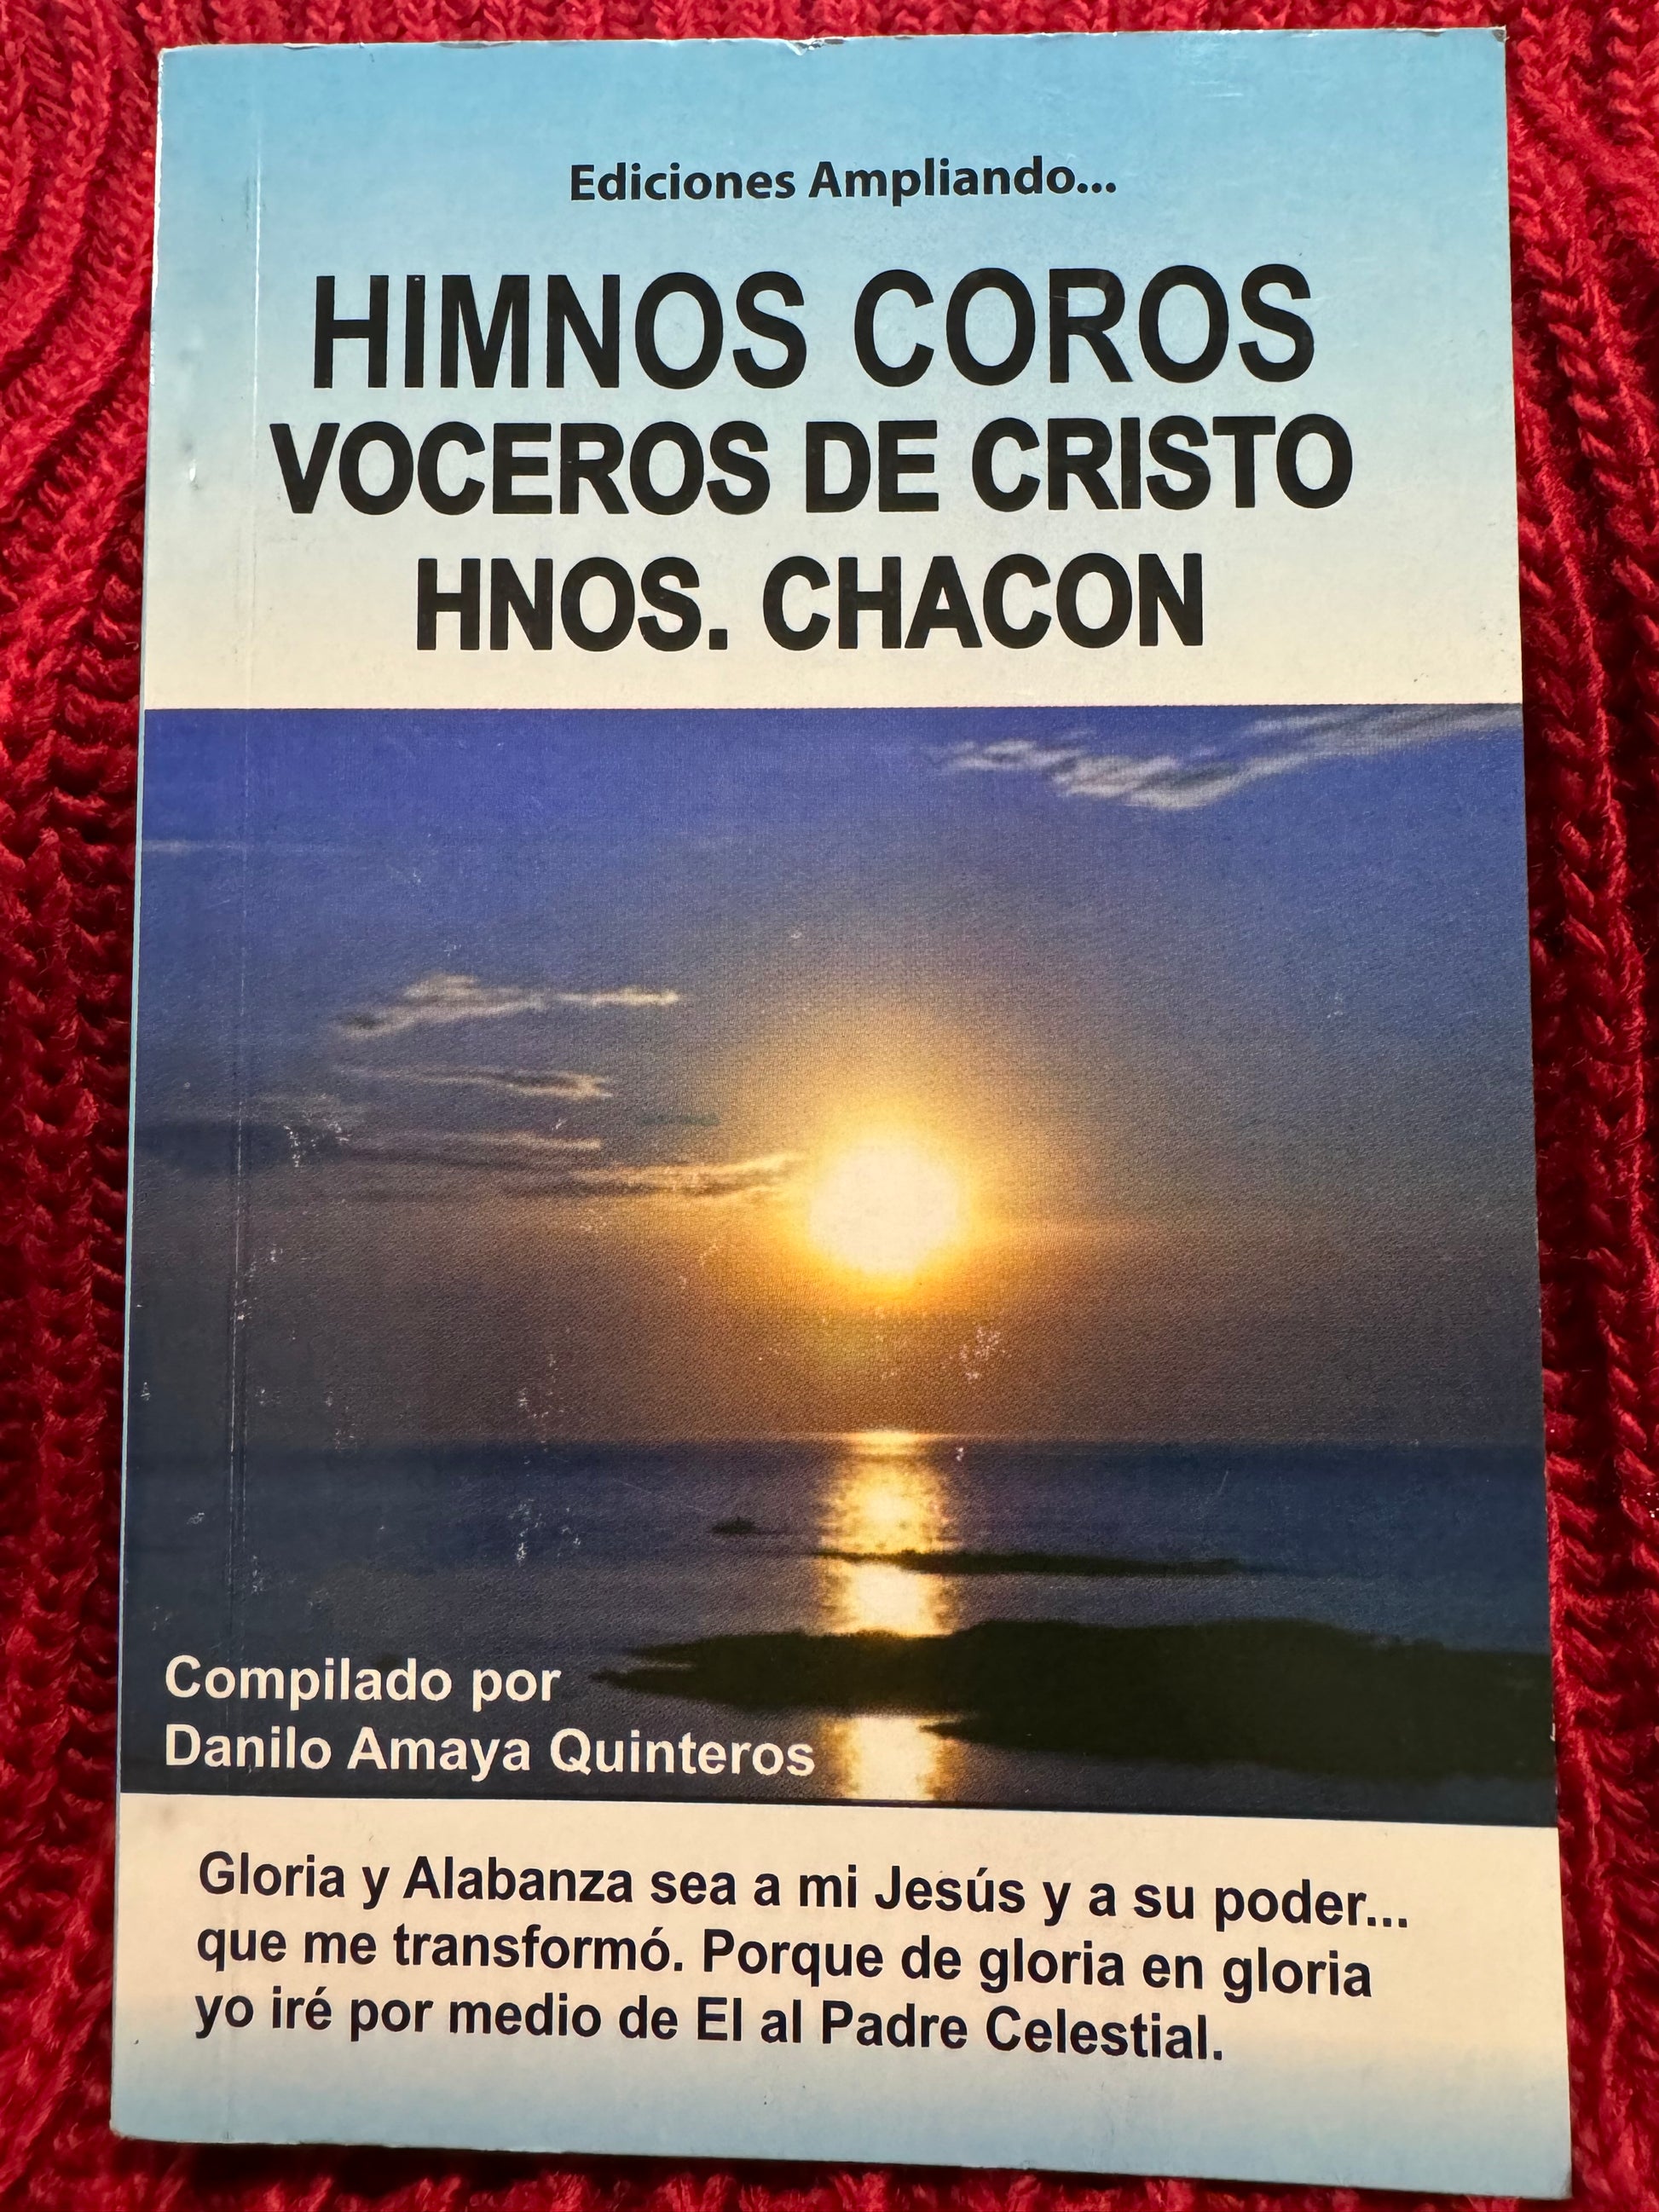 Ediciones Ampliando...
HIMNOS COROS
VOCEROS DE CRISTO
HNOS. CHACON
Compilado por
Danilo Amaya Quinteros
Gloria y Alabanza sea a mi Jesús y a su poder...
que me transformó. Porque de gloria en gloria
yo iré por medio de El al Padre Celestial.